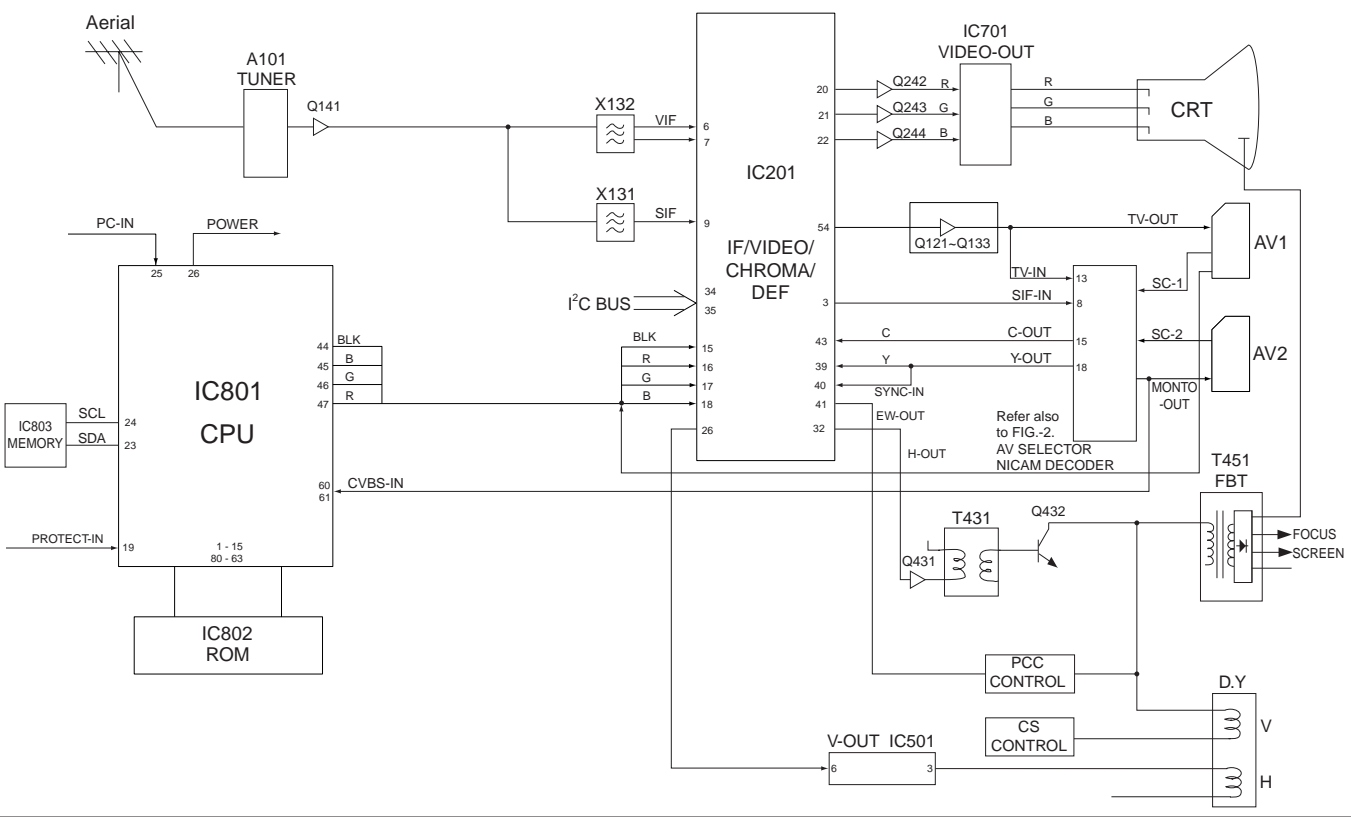 Aerial
A101
TUNER
Q141
X132
VIF
6
7
X131
SIF
9
IC201
IF/VIDEO/
CHROMA/
DEF
20
21
22
54
3
43
39
40
41
32
34
35
15
16
17
18
26
Q242
R
Q243
G
Q244
B
IC701
VIDEO-OUT
R
G
B
CRT
Q121~Q133
TV-OUT
AV1
TV-IN
13
SC-1
SIF-IN
8
C
C-OUT
15
SC-2
AV2
Y
Y-OUT
18
SYNC-IN
MONTO
-OUT
EW-OUT
H-OUT
Refer also
to FIG.-2.
AV SELECTOR
NICAM DECODER
I²C BUS
BLK
R
G
B
PC-IN
POWER
25
26
IC801
CPU
44
BLK
45
B
46
G
47
R
IC803
MEMORY
SCL
24
SDA
23
60
61
CVBS-IN
PROTECT-IN
19
1 - 15
80 - 63
IC802
ROM
T431
Q431
Q432
T451
FBT
FOCUS
SCREEN
PCC
CONTROL
CS
CONTROL
D.Y
V
H
V-OUT IC501
6
3